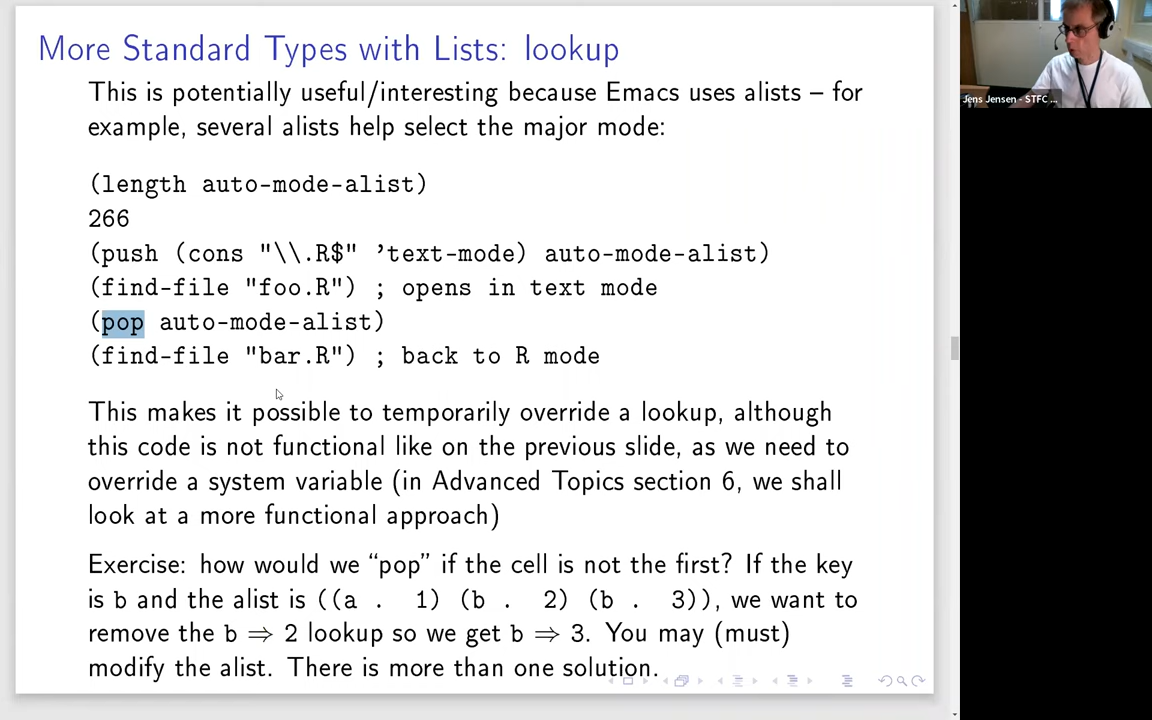 More Standard Types with Lists: lookup
This is potentially useful/interesting because Emacs uses alists – for
example, several alists help select the major mode:
(length auto-mode-alist)
266
(push (cons "\\.R$" ’text-mode) auto-mode-alist)
(find-file "foo.R") ; opens in text mode
(pop auto-mode-alist)
(find-file "bar.R") ; back to R mode
This makes it possible to temporarily override a lookup, although
this code is not functional like on the previous slide, as we need to
override a system variable (in Advanced Topics section 6, we shall
look at a more functional approach)
Exercise: how would we “pop” if the cell is not the first? If the key
is b and the alist is ((a . 1) (b . 2) (b . 3)), we want to
remove the b ⇒ 2 lookup so we get b ⇒ 3. You may (must)
modify the alist. There is more than one solution.
Jens Jensen - STFC ...